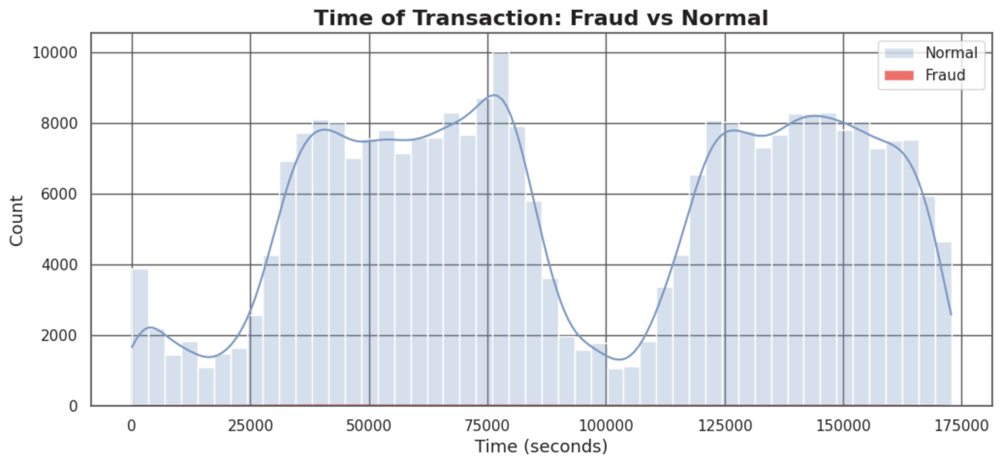 Time of Transaction: Fraud vs Normal
10000
8000
6000
4000
2000
0
Count
Normal
Fraud
0 25000 50000 75000 100000 125000 150000 175000
Time (seconds)